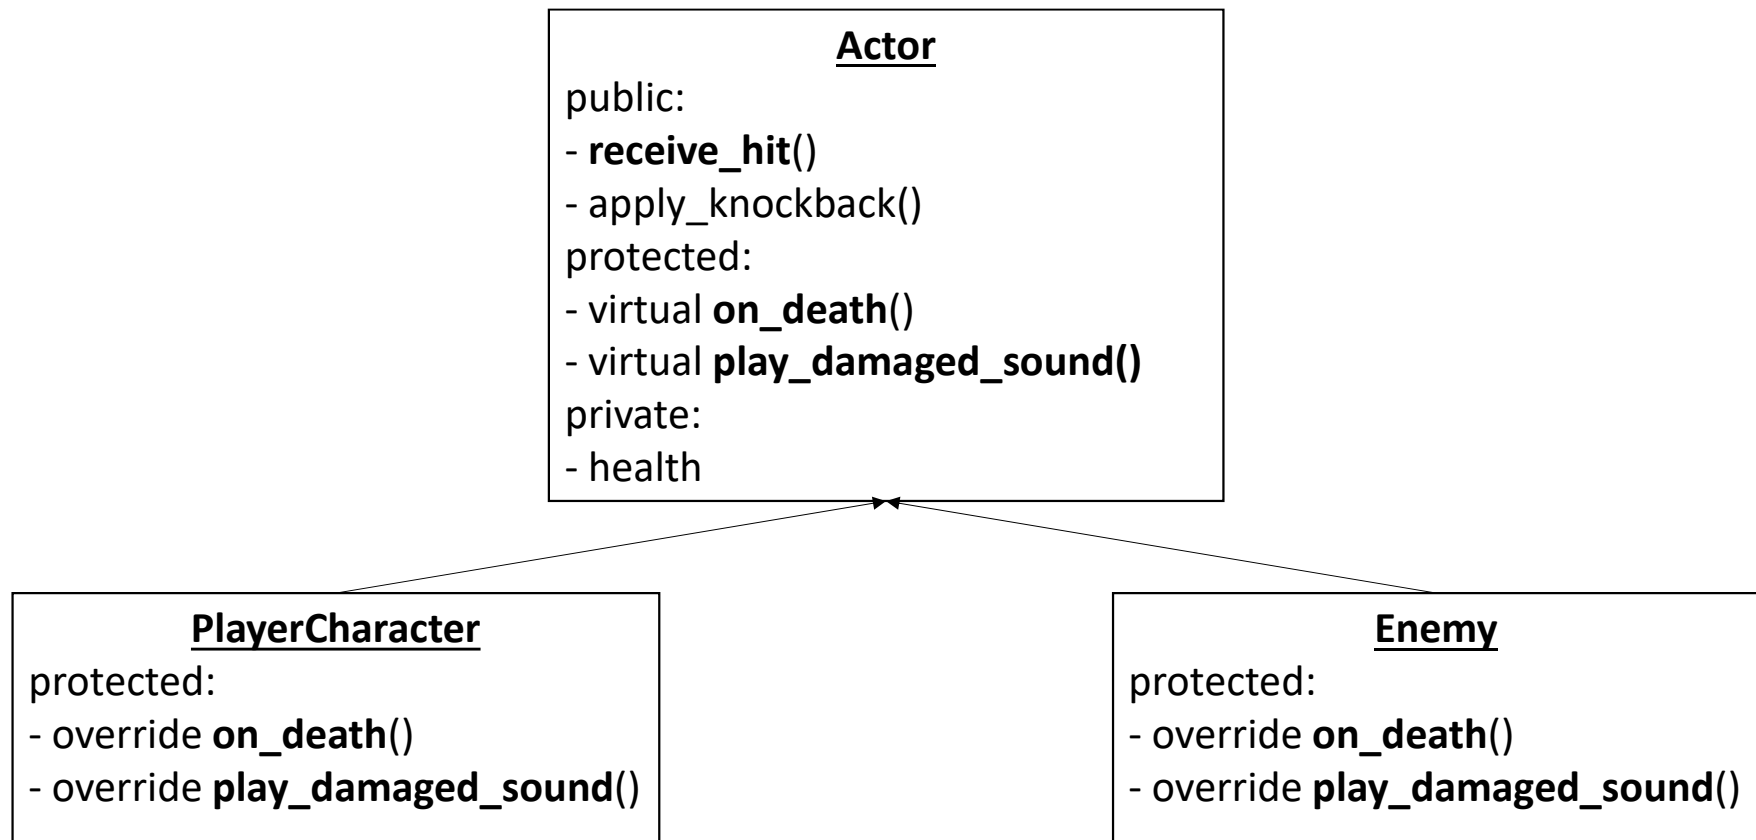 Actor
public:
- receive_hit()
- apply_knockback()
protected:
- virtual on_death()
- virtual play_damaged_sound()
private:
- health
PlayerCharacter
protected:
- override on_death()
- override play_damaged_sound()
Enemy
protected:
- override on_death()
- override play_damaged_sound()